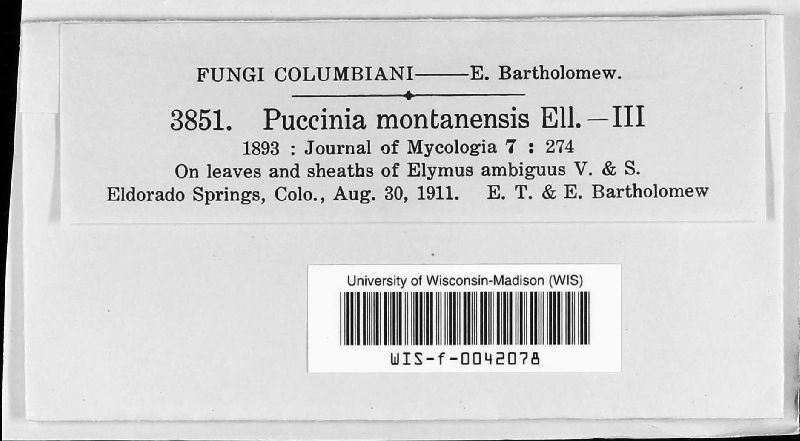 FUNGI COLUMBIANI——E. Bartholomew.
3851. Puccinia montanensis Ell.—III
1893 : Journal of Mycologia 7 : 274
On leaves and sheaths of Elymus ambiguus V. & S.
Eldorado Springs, Colo., Aug. 30, 1911. E. T. & E. Bartholomew
University of Wisconsin-Madison (WIS)
WIS-f-0042078